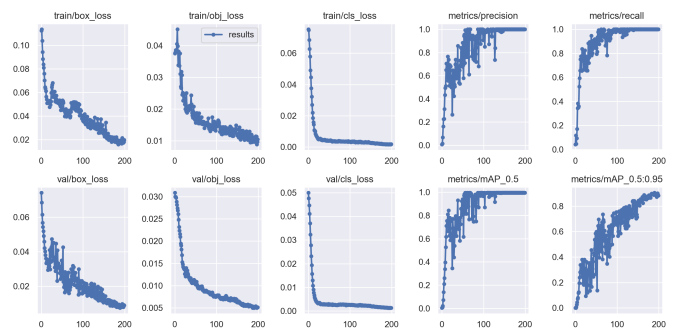 train/box_loss
train/obj_loss
train/cls_loss
metrics/precision
metrics/recall
0.10
0.08
0.06
0.04
0.02
0 100 200
0.04
0.03
0.02
0.01
results
0 100 200
0.06
0.04
0.02
0.00
0 100 200
1.0
0.8
0.6
0.4
0.2
0.0
0 100 200
1.0
0.8
0.6
0.4
0.2
0 100 200
val/box_loss
val/obj_loss
val/cls_loss
metrics/mAP_0.5
metrics/mAP_0.5:0.95
0.06
0.04
0.02
0 100 200
0.030
0.025
0.020
0.015
0.010
0.005
0 100 200
0.05
0.04
0.03
0.02
0.01
0.00
0 100 200
1.0
0.8
0.6
0.4
0.2
0.0
0 100 200
0.8
0.6
0.4
0.2
0.0
0 100 200